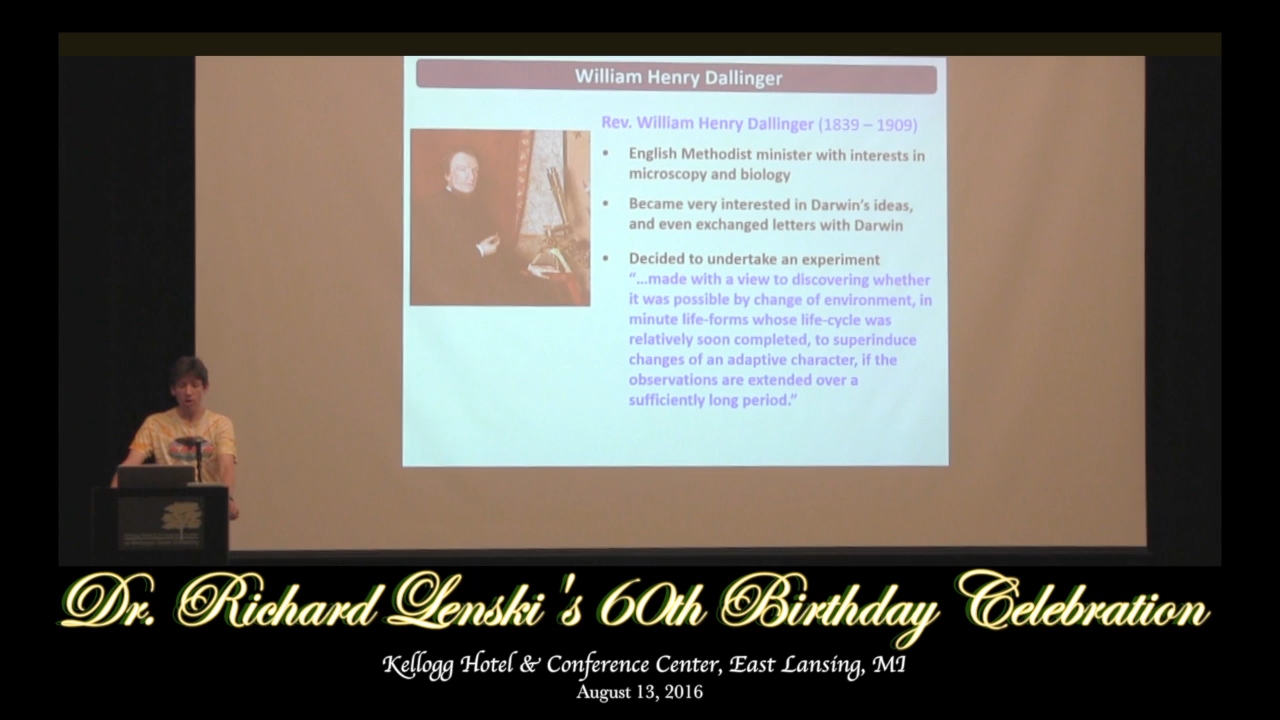 William Henry Dallinger
Rev. William Henry Dallinger (1839 – 1909)
• English Methodist minister with interests in
microscopy and biology
• Became very interested in Darwin's ideas,
and even exchanged letters with Darwin
• Decided to undertake an experiment
"...made with a view to discovering whether
it was possible by change of environment, in
minute life-forms whose life-cycle was
relatively soon completed, to superinduce
changes of an adaptive character, if the
observations are extended over a
sufficiently long period."
Dr. Richard Lenski's 60th Birthday Celebration
Kellogg Hotel & Conference Center, East Lansing, MI
August 13, 2016